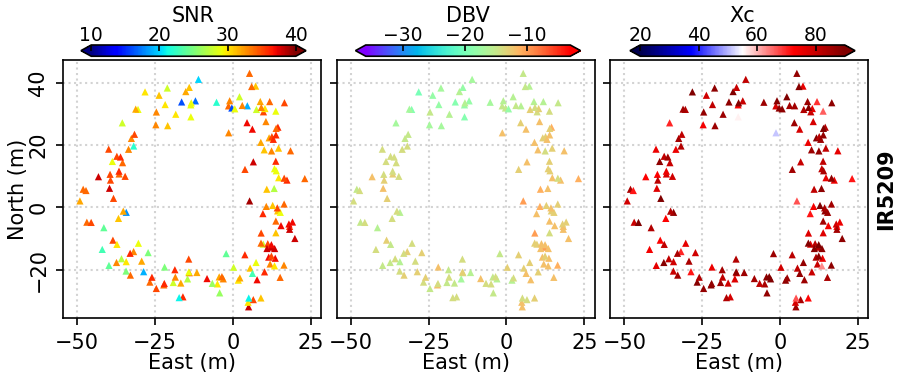 SNR DBV Xc
10 20 30 40 −30 −20 −10 20 40 60 80
North (m)
40
20
0
−20
IR5209
−50 −25 0 25 −50 −25 0 25 −50 −25 0 25
East (m) East (m) East (m)